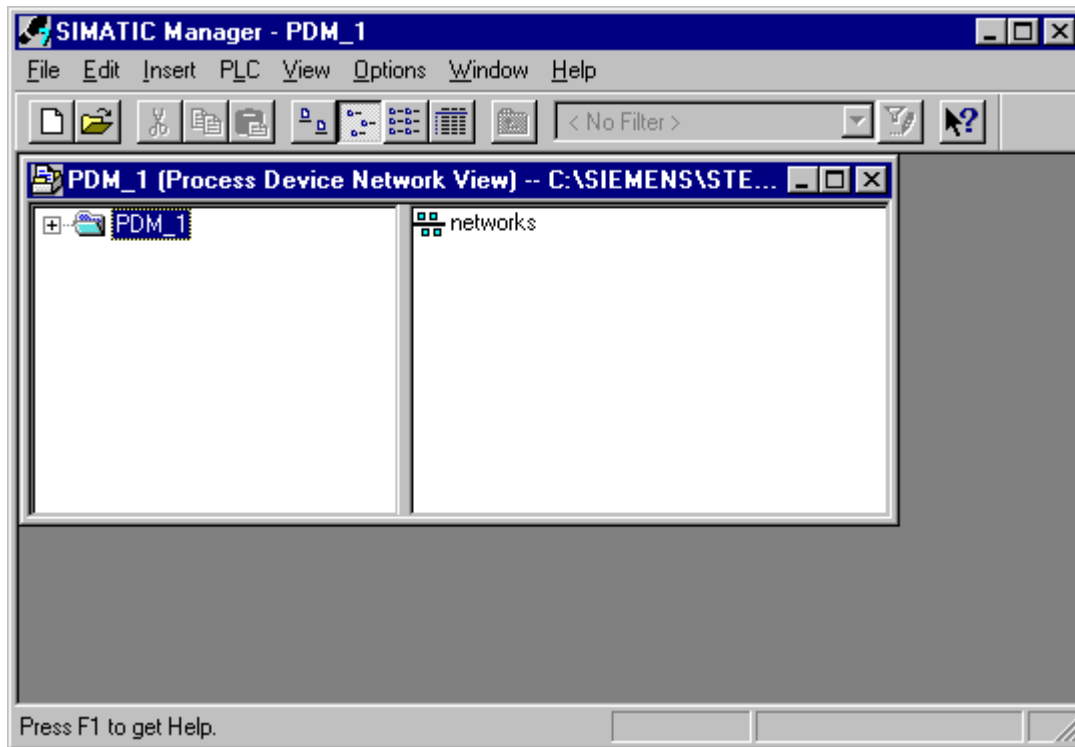 SIMATIC Manager - PDM_1
File Edit Insert PLC View Options Window Help
< No Filter >
PDM_1 (Process Device Network View) -- C:\SIEMENS\STE...
PDM_1
networks
Press F1 to get Help.